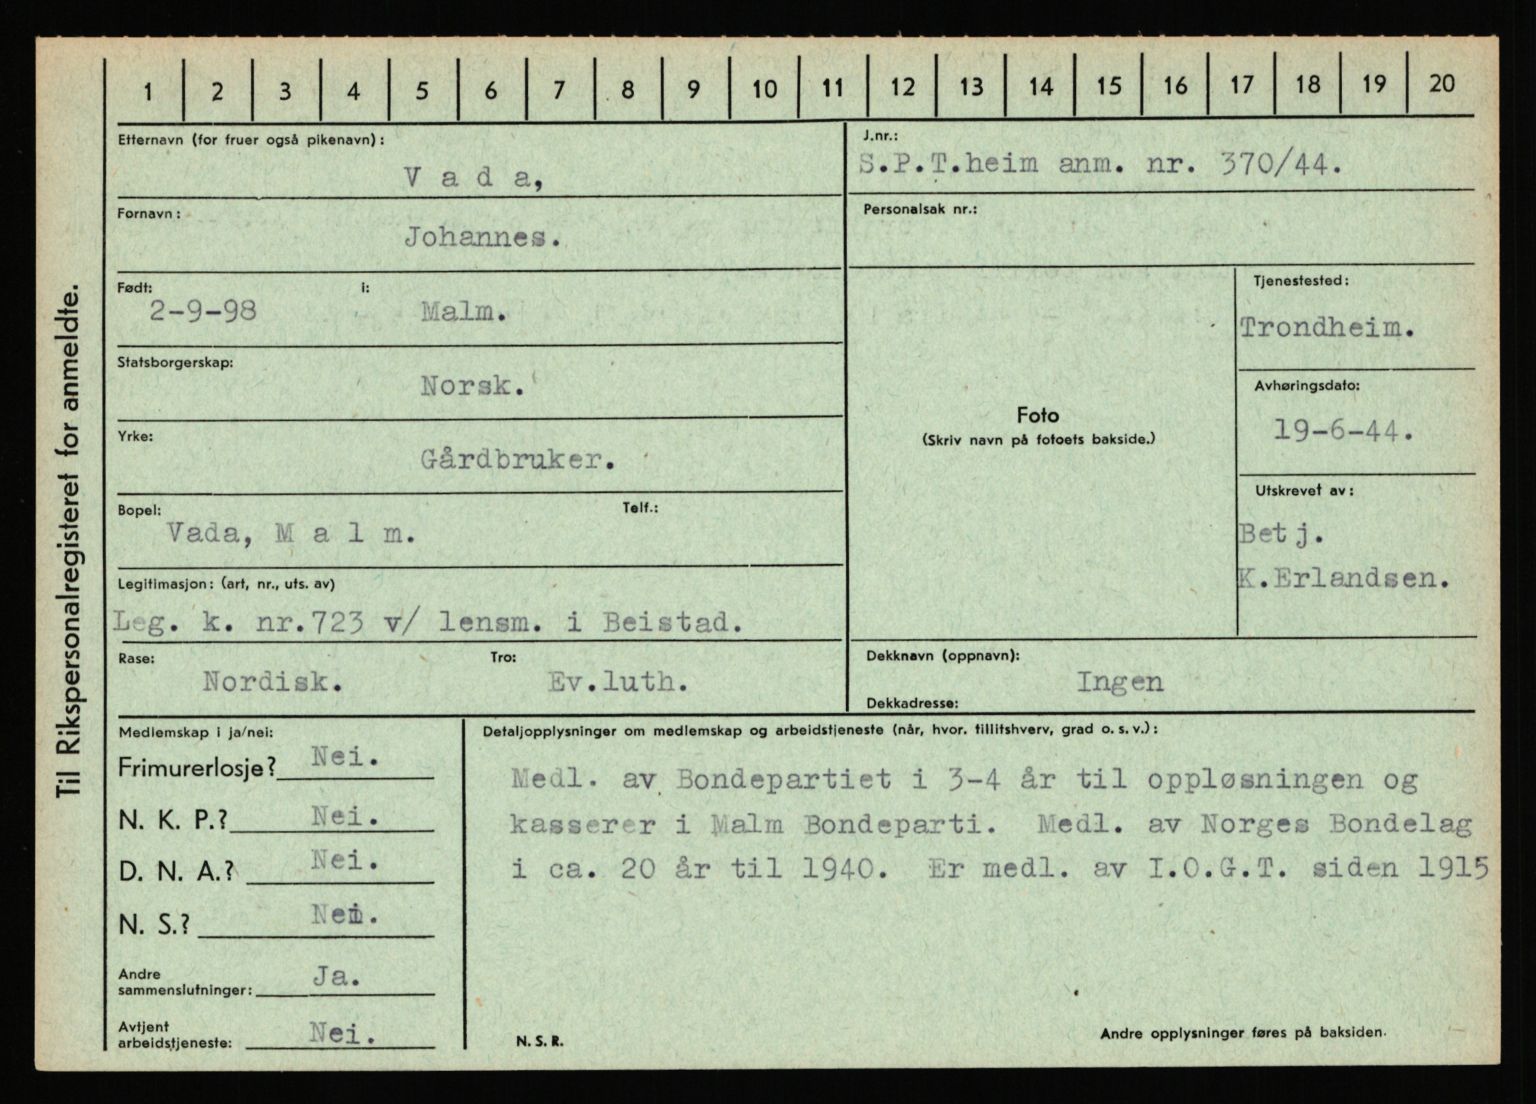 Til Rikspersonalregisteret for anmeldte.
1 2 3 4 5 6 7 8 9 10 11 12 13 14 15 16 17 18 19 20
Etternavn (for fruer også pikenavn):
V a d a,
J.nr.:
S.P.T.heim anm. nr. 370/44.
Fornavn:
Johannes.
Personalsak nr.:
Født: i:
2-9-98 Malm.
Statsborgerskap:
Norsk.
Yrke:
Gårdbruker.
Bopel: Telf.:
Vada, M a l m.
Legitimasjon: (art, nr., uts. av)
Leg. k. nr.723 v/ lensm. i Beistad.
Rase: Tro:
Nordisk. Ev.luth.
Foto
(Skriv navn på fotoets bakside.)
Tjenestested:
Trondheim.
Avhøringsdato:
19-6-44.
Utskrevet av:
Betj.
K.Erlandsen.
Dekknavn (oppnavn):
Ingen
Dekkadresse:
Medlemskap i ja/nei:
Frimurerlosje? Nei.
N. K. P.? Nei.
D. N. A.? Nei.
N. S.? Nei.
Andre
sammenslutninger: Ja.
Avtjent
arbeidstjeneste: Nei.
Detaljopplysninger om medlemskap og arbeidstjeneste (når, hvor. tillitshverv, grad o. s. v.):
Medl. av Bondepartiet i 3-4 år til oppløsningen og
kasserer i Malm Bondeparti. Medl. av Norges Bondelag
i ca. 20 år til 1940. Er medl. av I.O.G.T. siden 1915
N. S. R.
Andre opplysninger føres på baksiden.